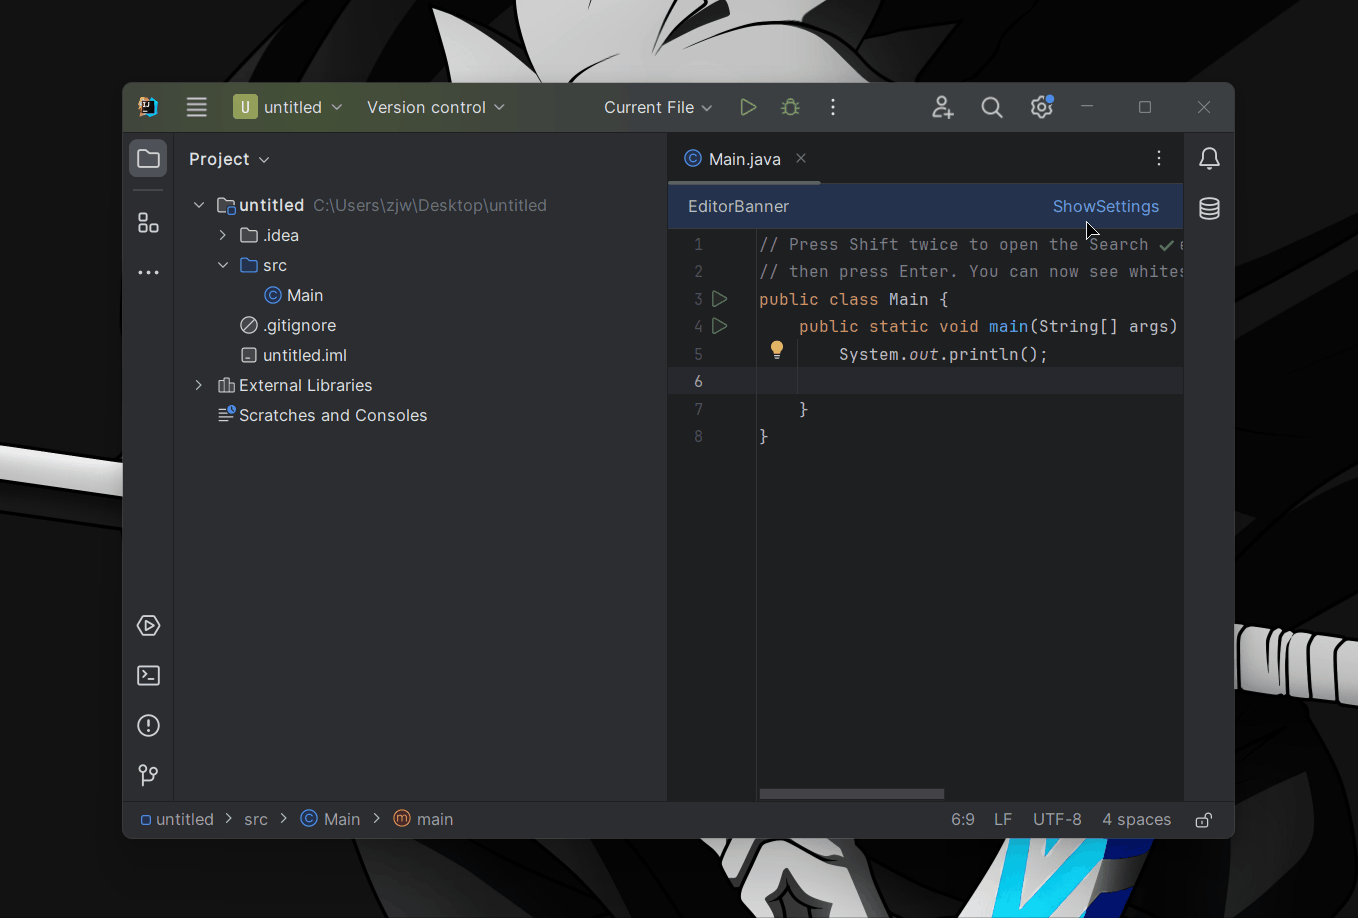 U untitled Version control Current File
Project
Main.java
untitled C:\Users\zjw\Desktop\untitled
.idea
src
Main
.gitignore
untitled.iml
External Libraries
Scratches and Consoles
EditorBanner ShowSettings
1 // Press Shift twice to open the Search
2 // then press Enter. You can now see whites
3 public class Main {
4 public static void main(String[] args)
5 System.out.println();
6
7 }
8 }
untitled > src > Main > main 6:9 LF UTF-8 4 spaces